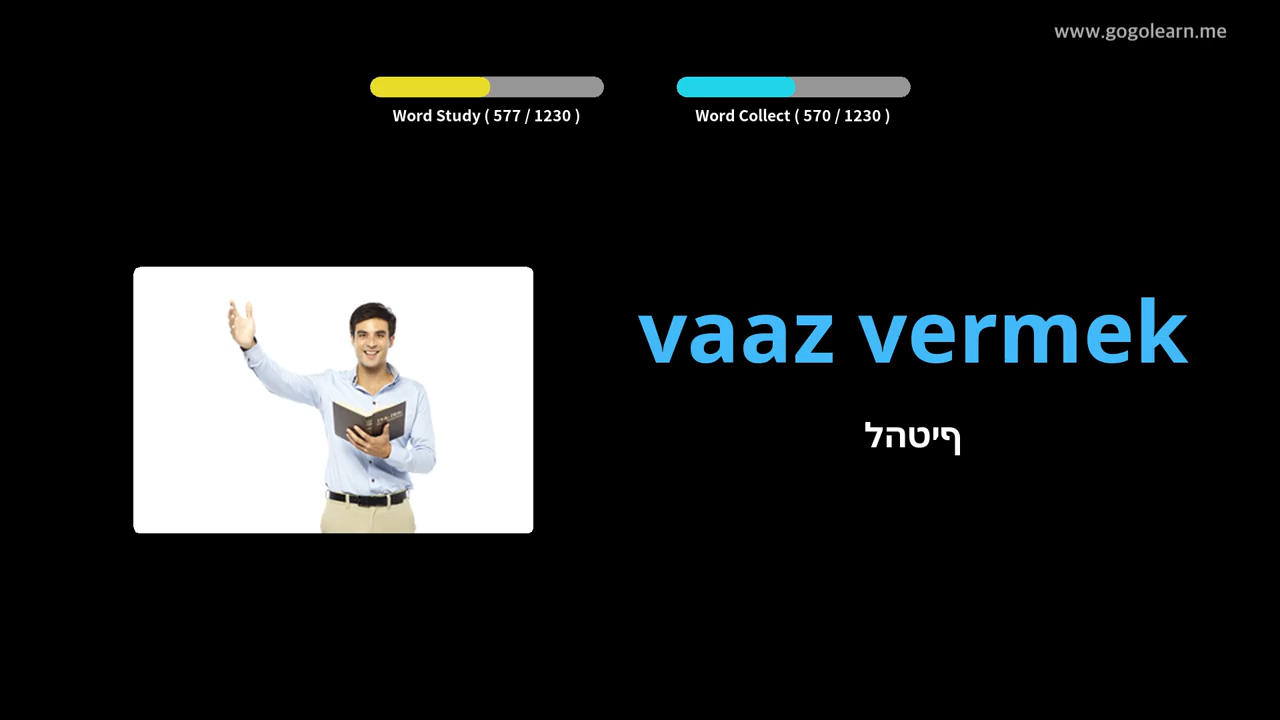 www.gogolearn.me
Word Study ( 577 / 1230 )
Word Collect ( 570 / 1230 )
vaaz vermek
ףיטהל